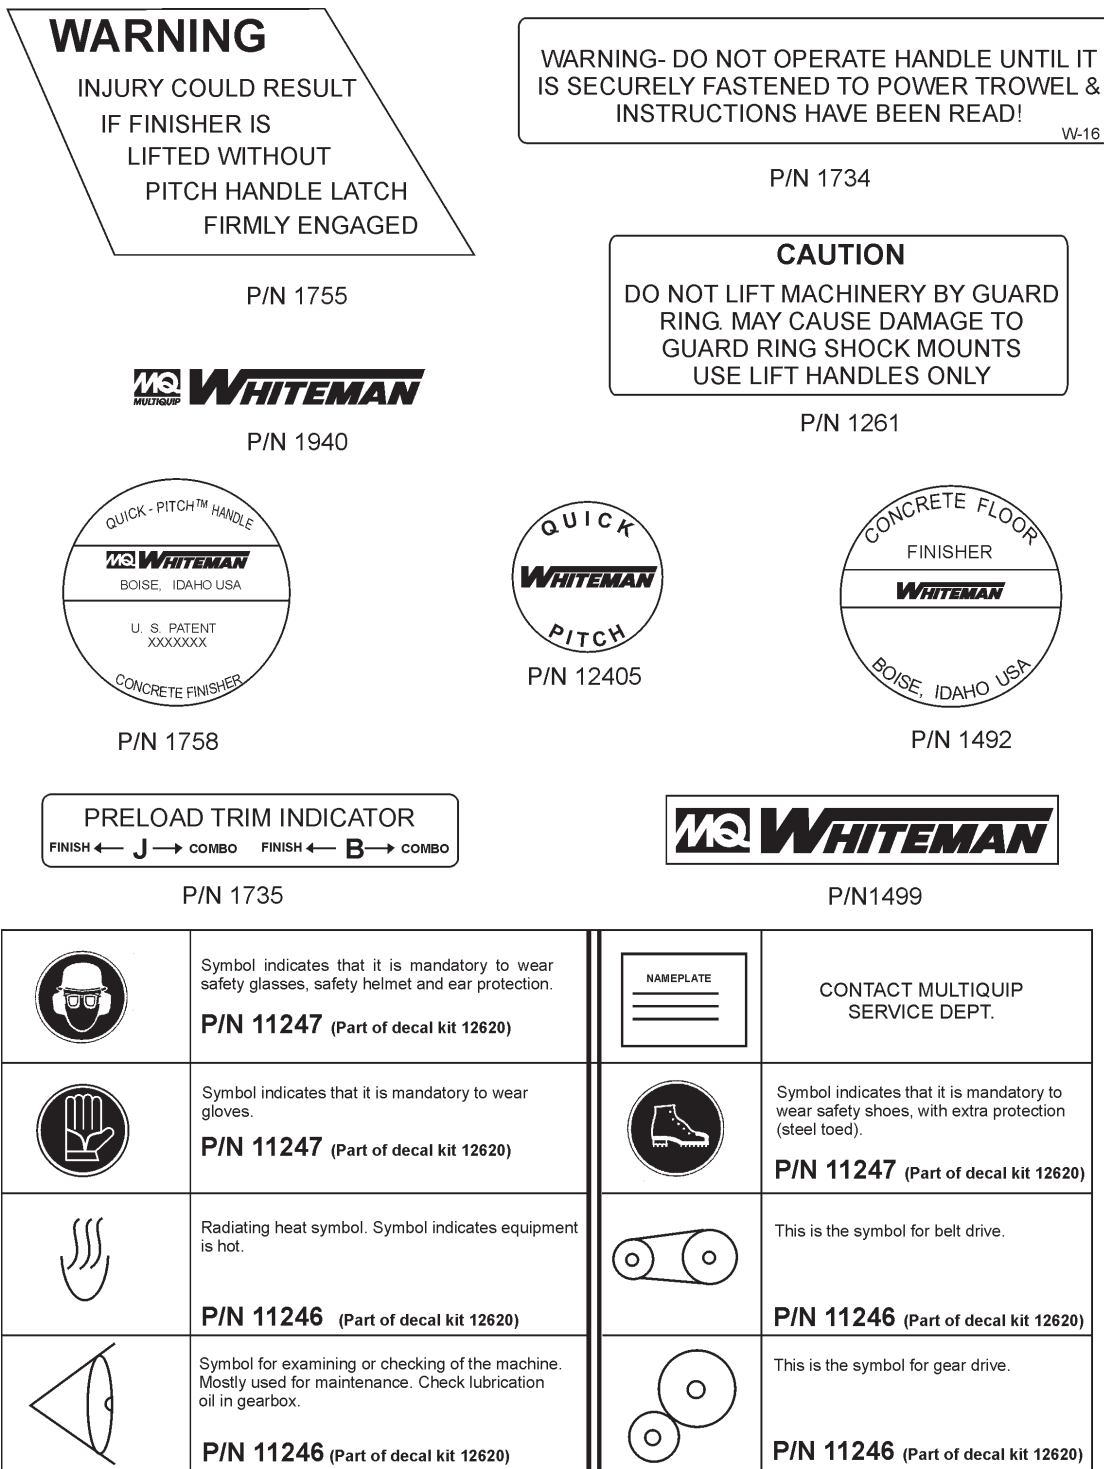 WARNING
INJURY COULD RESULT
IF FINISHER IS
LIFTED WITHOUT
PITCH HANDLE LATCH
FIRMLY ENGAGED
P/N 1755
WARNING- DO NOT OPERATE HANDLE UNTIL IT
IS SECURELY FASTENED TO POWER TROWEL &
INSTRUCTIONS HAVE BEEN READ!
W-16
P/N 1734
CAUTION
DO NOT LIFT MACHINERY BY GUARD
RING. MAY CAUSE DAMAGE TO
GUARD RING SHOCK MOUNTS
USE LIFT HANDLES ONLY
P/N 1261
MQ
MULTIQUIP
WHITEMAN
P/N 1940
QUICK - PITCH™ HANDLE
MQ WHITEMAN
BOISE, IDAHO USA
U. S. PATENT
XXXXXXX
CONCRETE FINISHER
P/N 1758
QUICK
WHITEMAN
PITCH
P/N 12405
CONCRETE FLOOR
FINISHER
WHITEMAN
BOISE, IDAHO USA
P/N 1492
PRELOAD TRIM INDICATOR
FINISH ← J → COMBO FINISH ← B → COMBO
P/N 1735
MQ WHITEMAN
P/N1499
Symbol indicates that it is mandatory to wear
safety glasses, safety helmet and ear protection.
P/N 11247 (Part of decal kit 12620)
NAMEPLATE
CONTACT MULTIQUIP
SERVICE DEPT.
Symbol indicates that it is mandatory to wear
gloves.
P/N 11247 (Part of decal kit 12620)
Symbol indicates that it is mandatory to
wear safety shoes, with extra protection
(steel toed).
P/N 11247 (Part of decal kit 12620)
Radiating heat symbol. Symbol indicates equipment
is hot.
P/N 11246 (Part of decal kit 12620)
This is the symbol for belt drive.
P/N 11246 (Part of decal kit 12620)
Symbol for examining or checking of the machine.
Mostly used for maintenance. Check lubrication
oil in gearbox.
P/N 11246 (Part of decal kit 12620)
This is the symbol for gear drive.
P/N 11246 (Part of decal kit 12620)